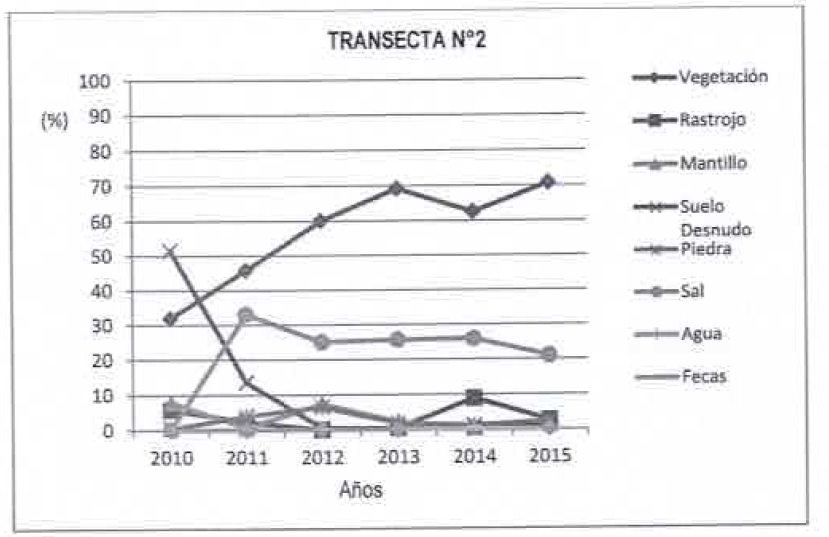 TRANSECTA N°2
100
(%) 90
80
70
60
50
40
30
20
10
0
2010 2011 2012 2013 2014 2015
Años
Vegetación
Rastrojo
Mantillo
Suelo
Desnudo
Piedra
Sal
Agua
Fecas